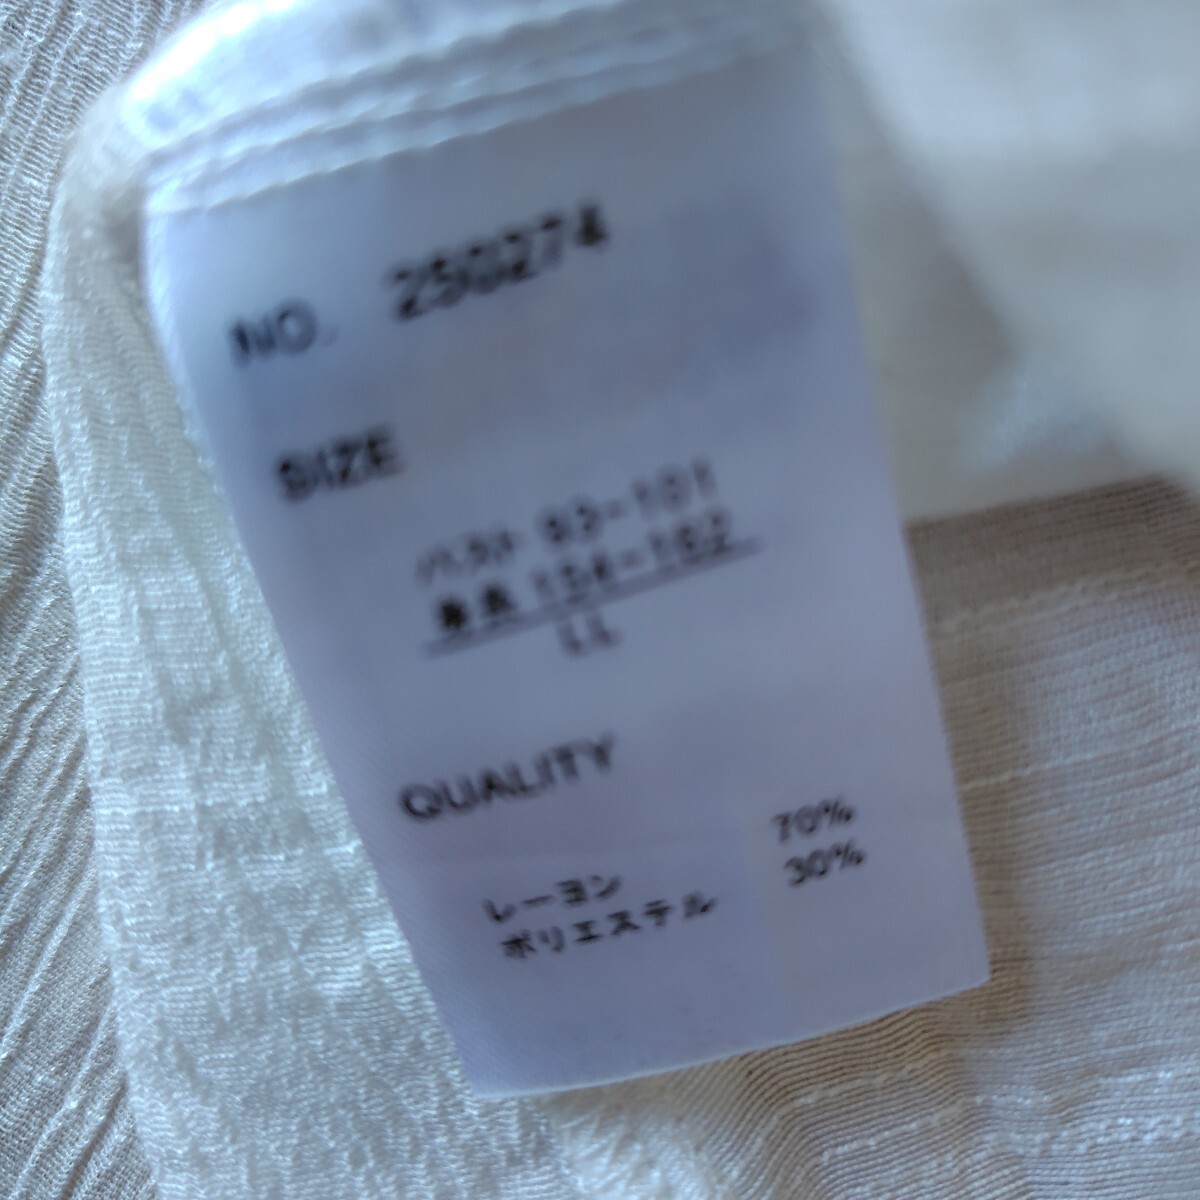 NO. 250274
SIZE
バスト 93-101
身長 154-162
LL
QUALITY
レーヨン 70%
ポリエステル 30%